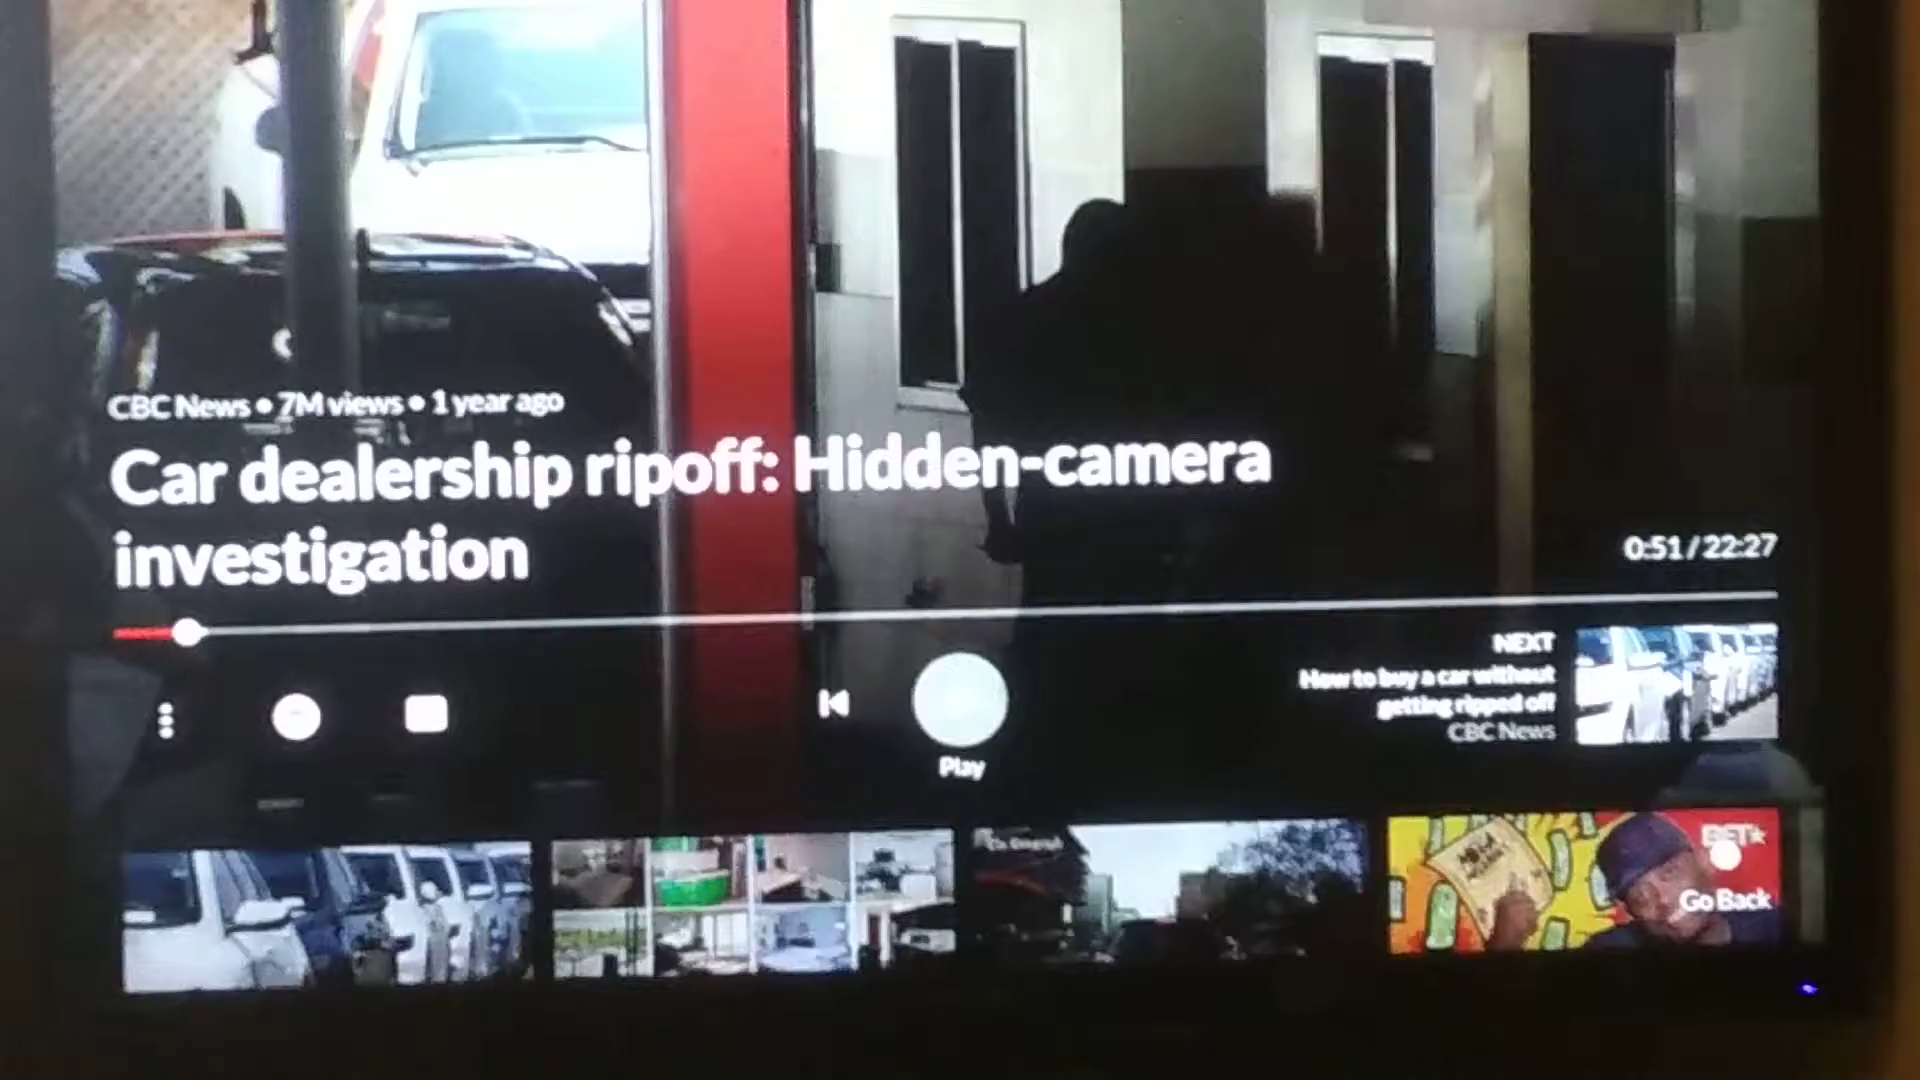 CBC News • 7M views • 1 year ago
Car dealership ripoff: Hidden-camera
investigation
0:51 / 22:27
NEXT
How to buy a car without
getting ripped off
CBC News
Play
BET★
Go Back